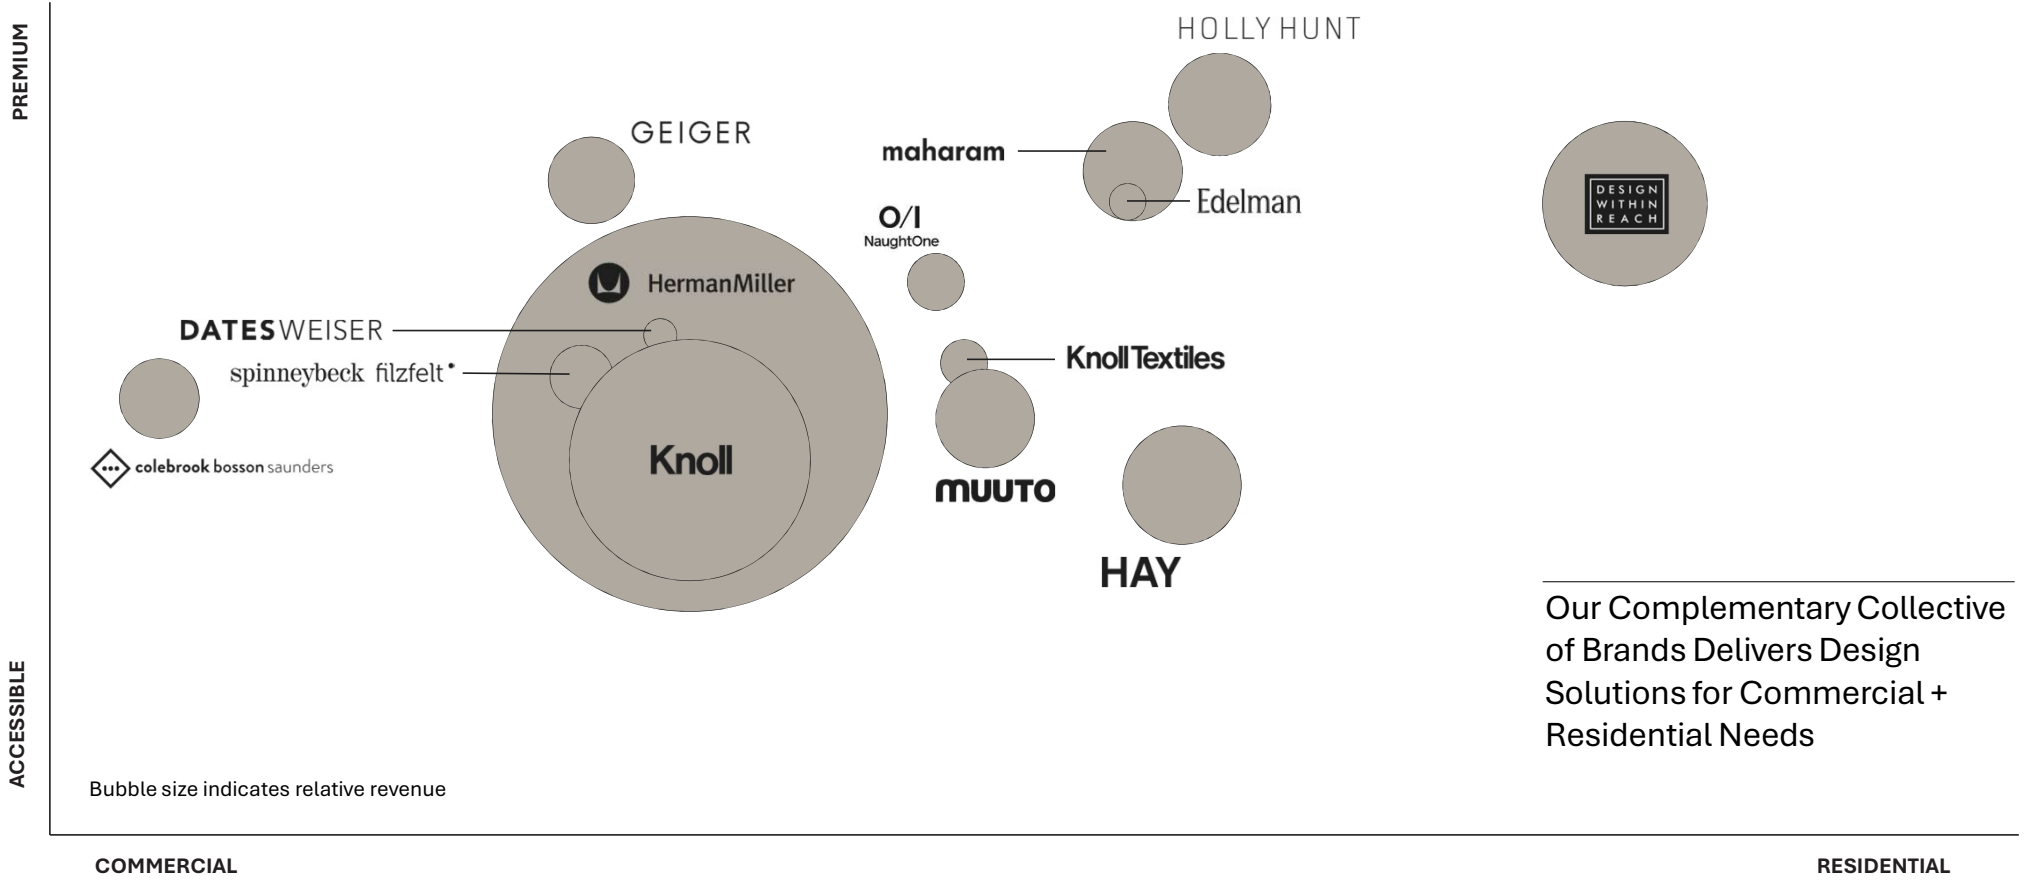 PREMIUM
HOLLY HUNT
GEIGER
maharam
Edelman
DESIGN
WITHIN
REACH
O/I
NaughtOne
HermanMiller
DATESWEISER
spinneybeck filzfelt
KnollTextiles
Knoll
colebrook bosson saunders
MUUTO
HAY
Our Complementary Collective
of Brands Delivers Design
Solutions for Commercial +
Residential Needs
ACCESSIBLE
Bubble size indicates relative revenue
COMMERCIAL
RESIDENTIAL